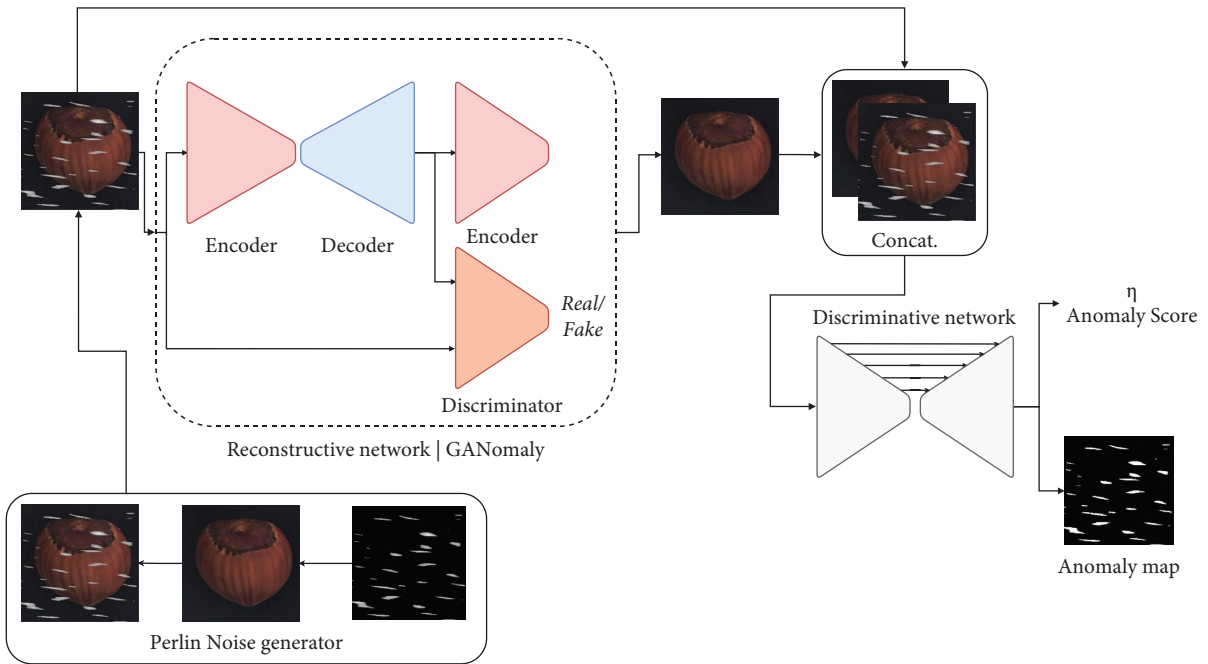 Encoder
Decoder
Encoder
Real/
Fake
Discriminator
Reconstructive network | GANomaly
Concat.
Discriminative network
η
Anomaly Score
Anomaly map
Perlin Noise generator